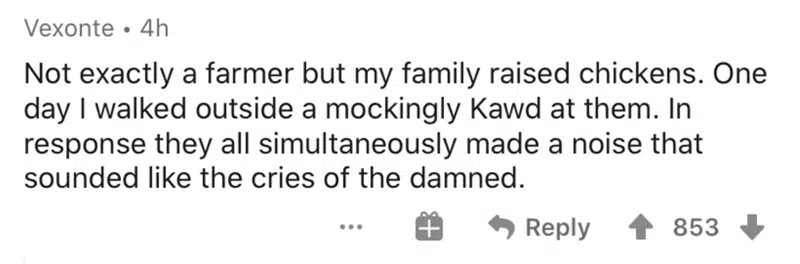 Vexonte • 4h
Not exactly a farmer but my family raised chickens. One
day I walked outside a mockingly Kawd at them. In
response they all simultaneously made a noise that
sounded like the cries of the damned.
... Reply 853